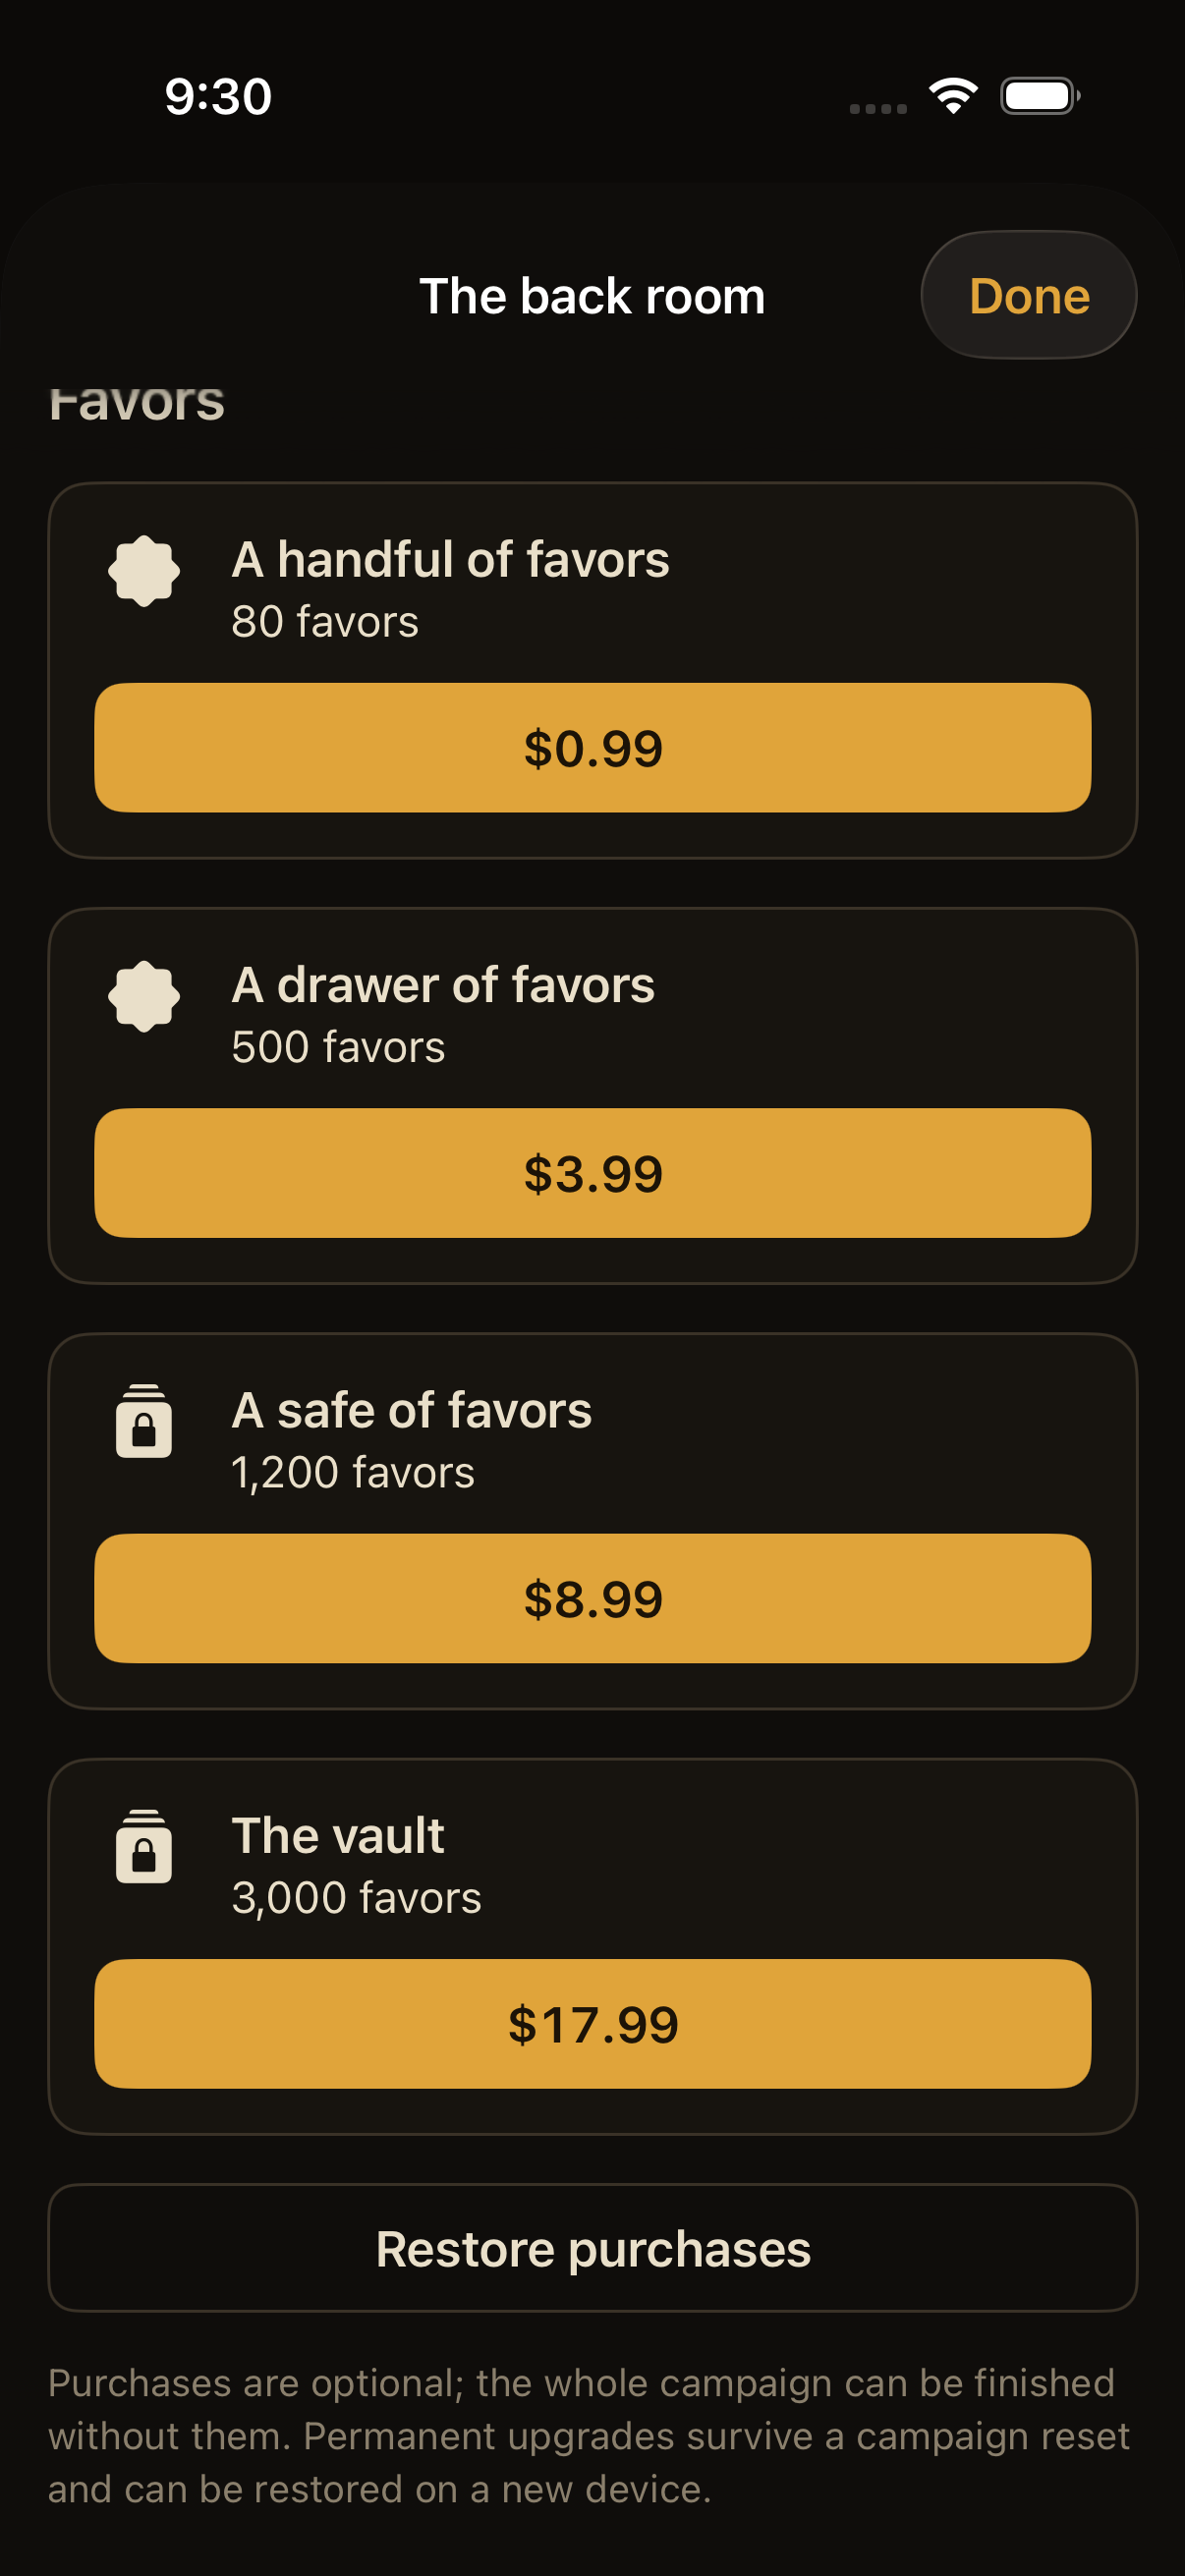 9:30
The back room
Done
Favors
A handful of favors
80 favors
$0.99
A drawer of favors
500 favors
$3.99
A safe of favors
1,200 favors
$8.99
The vault
3,000 favors
$17.99
Restore purchases
Purchases are optional; the whole campaign can be finished
without them. Permanent upgrades survive a campaign reset
and can be restored on a new device.